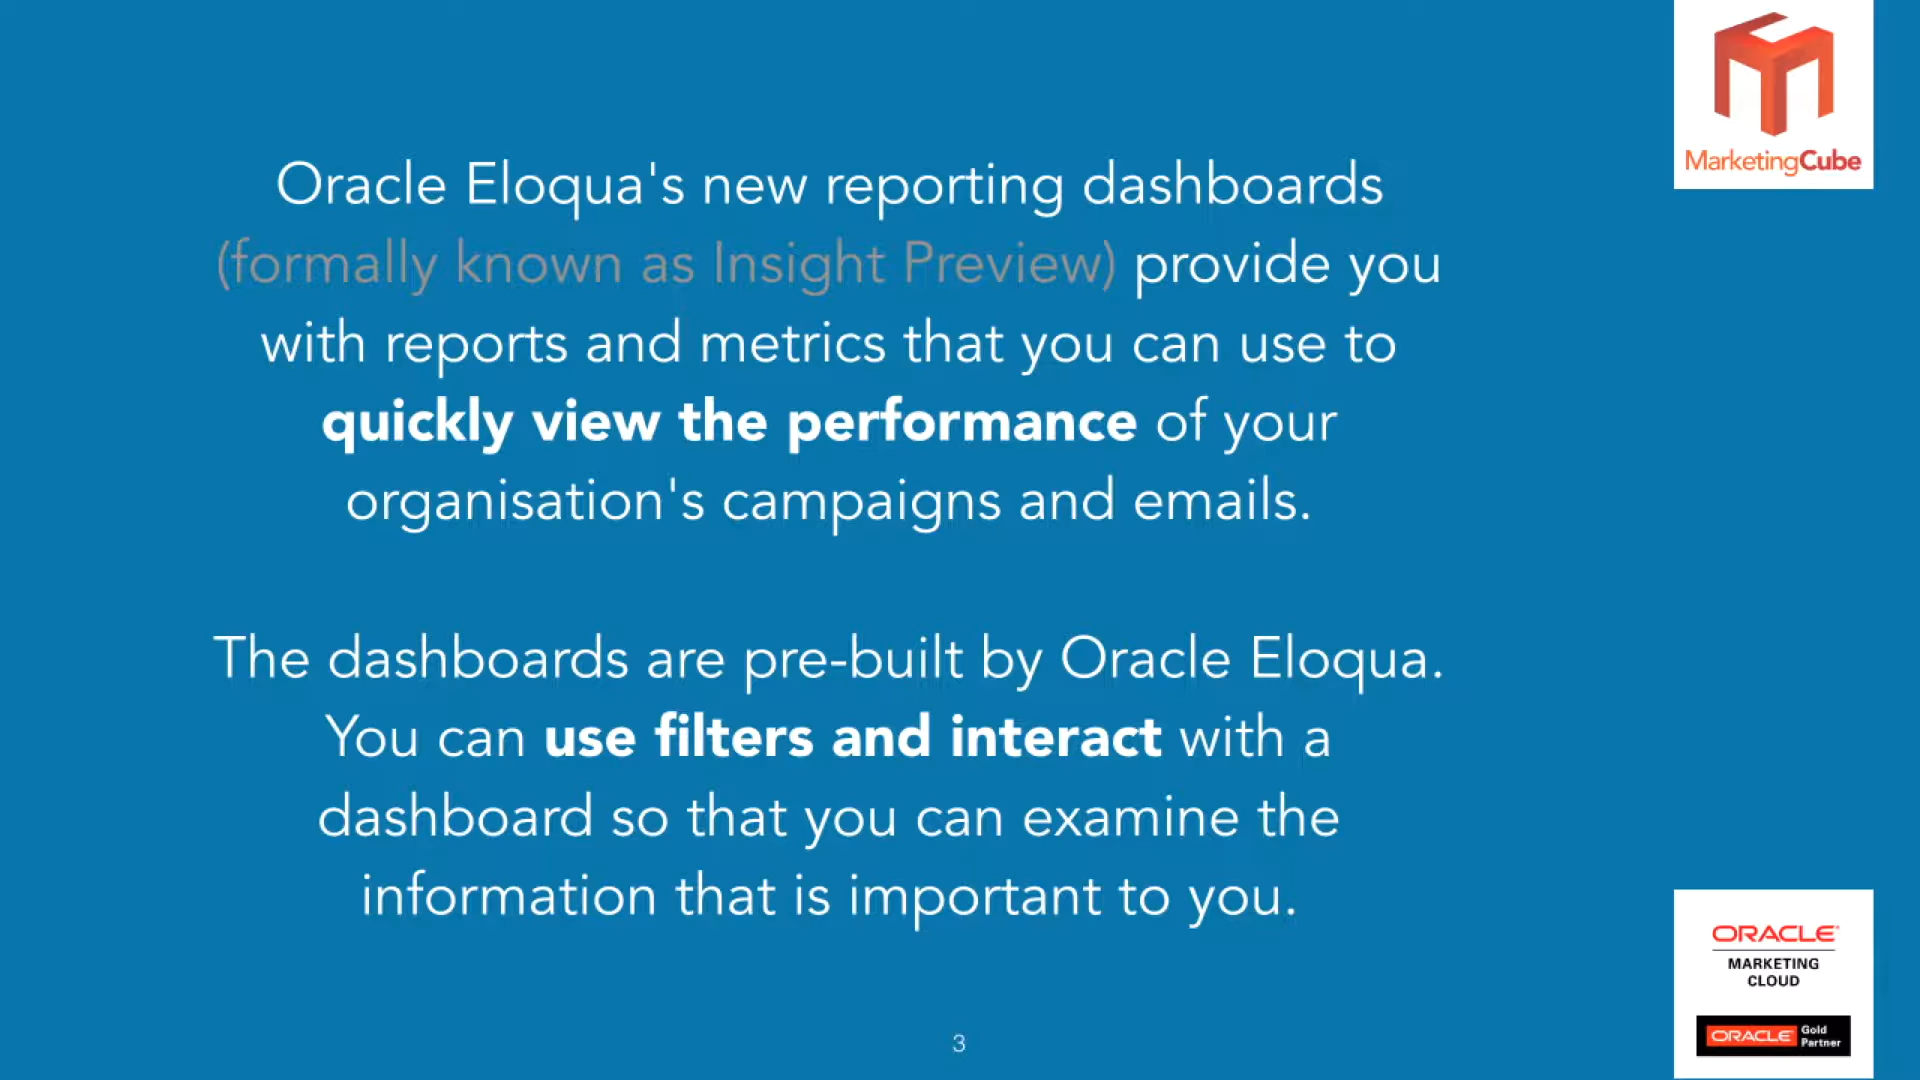 MarketingCube
Oracle Eloqua's new reporting dashboards
(formally known as Insight Preview) provide you
with reports and metrics that you can use to
quickly view the performance of your
organisation's campaigns and emails.
The dashboards are pre-built by Oracle Eloqua.
You can use filters and interact with a
dashboard so that you can examine the
information that is important to you.
ORACLE
MARKETING
CLOUD
ORACLE Gold
Partner
3